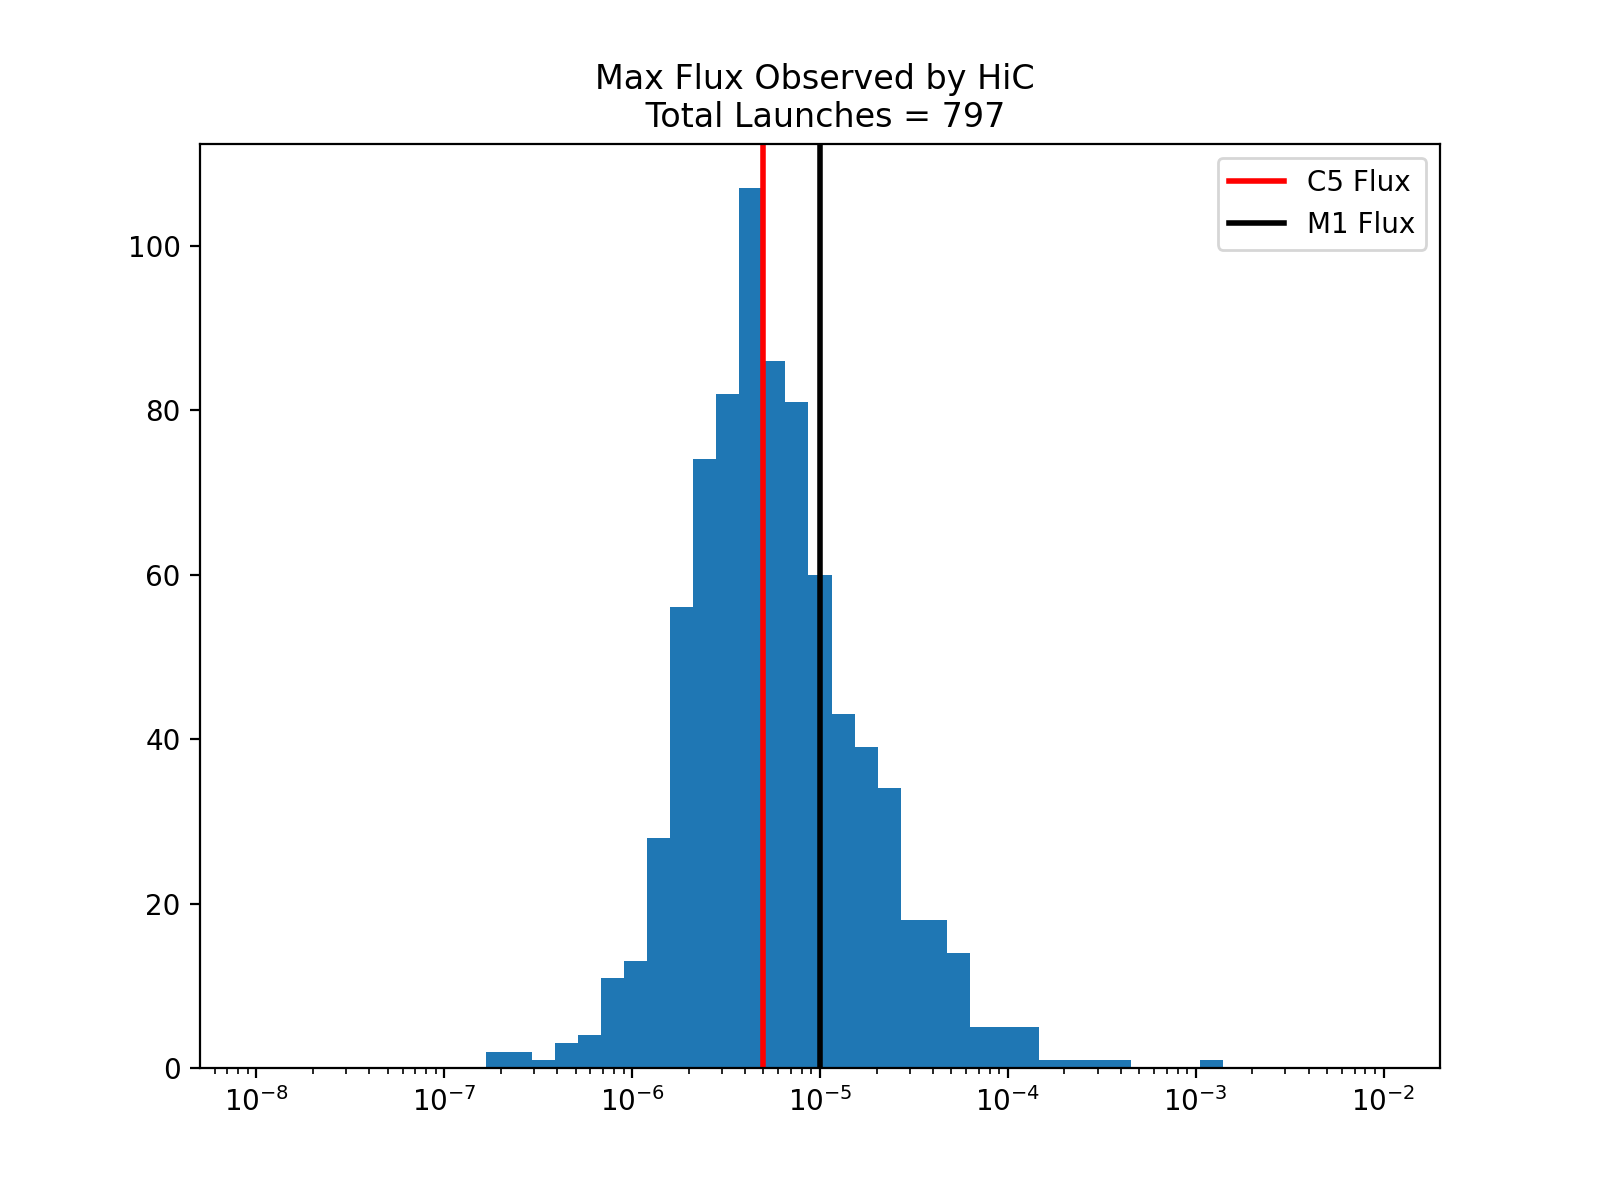 Max Flux Observed by HiC
Total Launches = 797
C5 Flux
M1 Flux
100
80
60
40
20
0
10⁻⁸ 10⁻⁷ 10⁻⁶ 10⁻⁵ 10⁻⁴ 10⁻³ 10⁻²